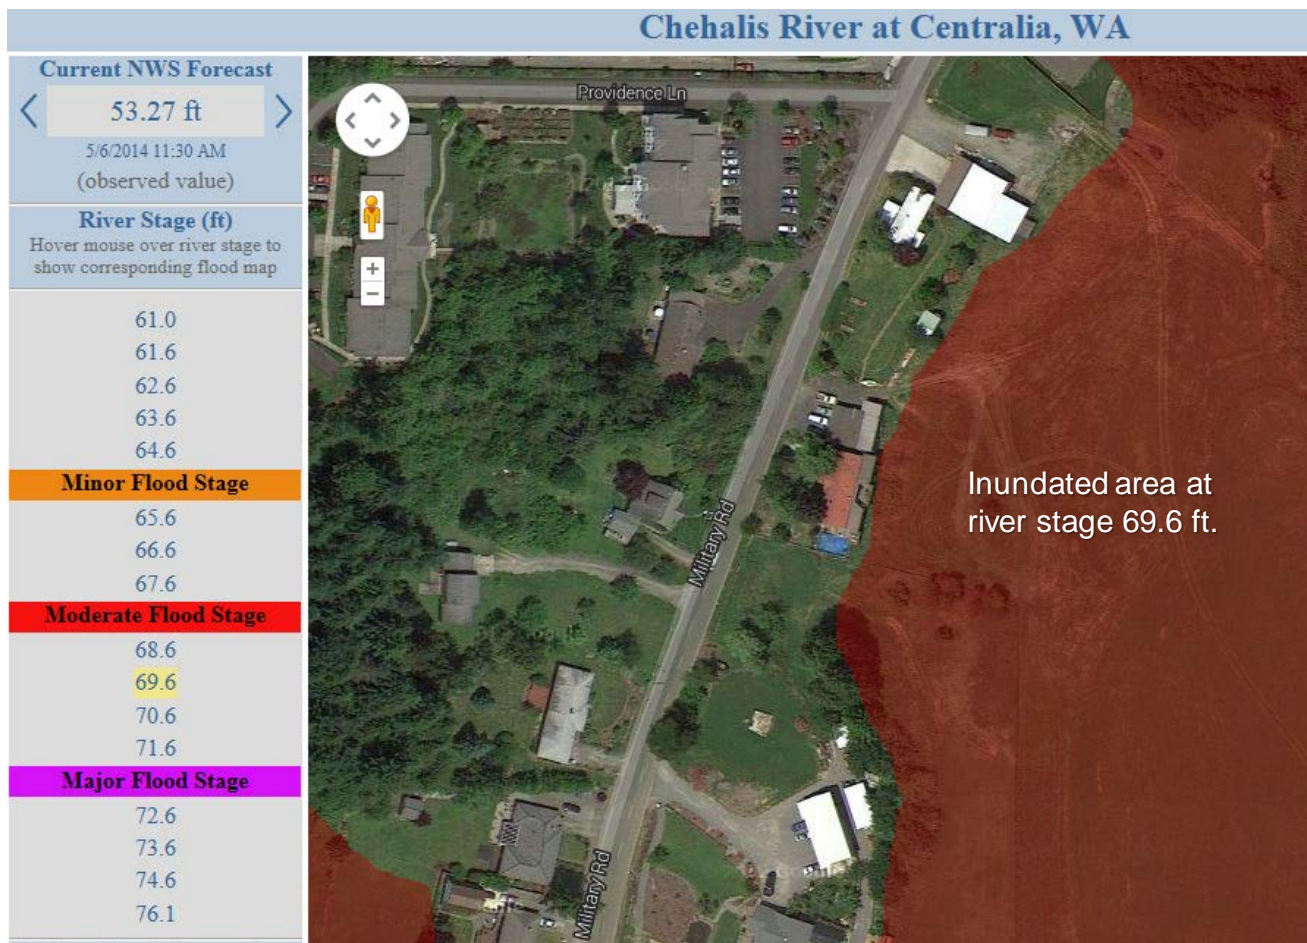 Chehalis River at Centralia, WA
Current NWS Forecast
53.27 ft
5/6/2014 11:30 AM
(observed value)
River Stage (ft)
Hover mouse over river stage to
show corresponding flood map
61.0
61.6
62.6
63.6
64.6
Minor Flood Stage
65.6
66.6
67.6
Moderate Flood Stage
68.6
69.6
70.6
71.6
Major Flood Stage
72.6
73.6
74.6
76.1
Providence Ln
Inundated area at
river stage 69.6 ft.
Military Rd
Military Rd